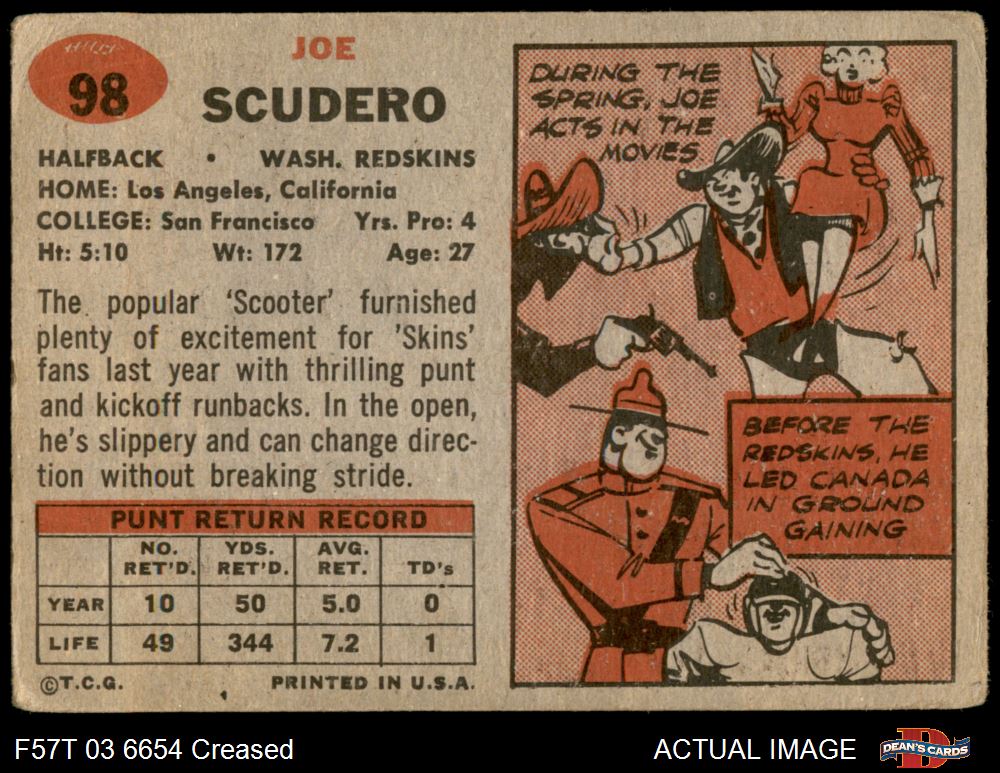 98
JOE
SCUDERO
HALFBACK • WASH. REDSKINS
HOME: Los Angeles, California
COLLEGE: San Francisco Yrs. Pro: 4
Ht: 5:10 Wt: 172 Age: 27
The popular 'Scooter' furnished
plenty of excitement for 'Skins'
fans last year with thrilling punt
and kickoff runbacks. In the open,
he's slippery and can change direc-
tion without breaking stride.
PUNT RETURN RECORD
NO. RET'D. YDS. RET'D. AVG. RET. TD's
YEAR 10 50 5.0 0
LIFE 49 344 7.2 1
©T.C.G. PRINTED IN U.S.A.
DURING THE
SPRING, JOE
ACTS IN THE
MOVIES
BEFORE THE
REDSKINS, HE
LED CANADA
IN GROUND
GAINING
F57T 03 6654 Creased
ACTUAL IMAGE
D
DEAN'S CARDS